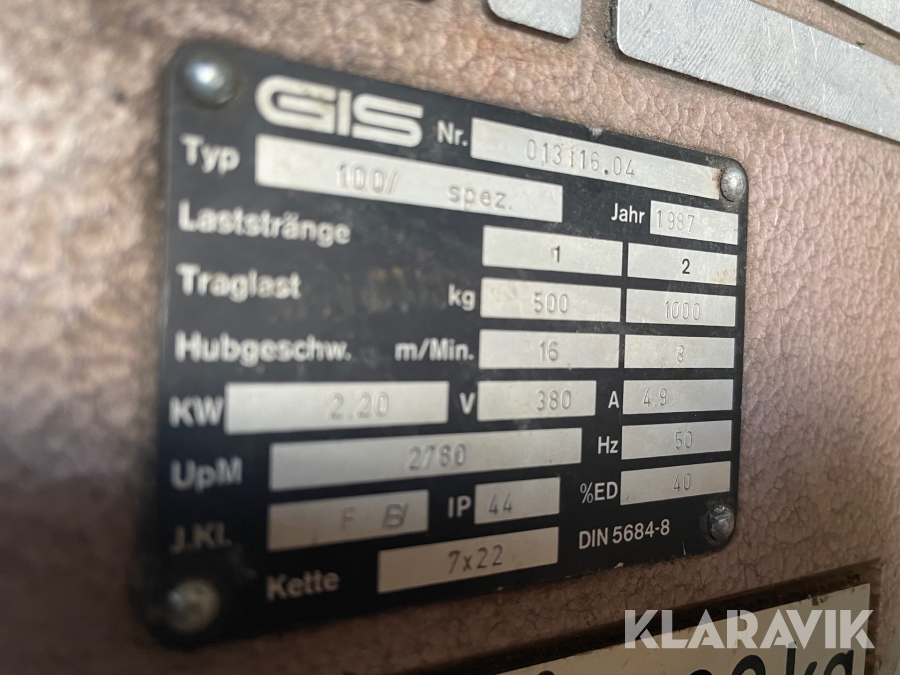 GIS Nr. 013116.04
Typ 100/ spez. Jahr 1987
Laststränge 1 2
Traglast kg 500 1000
Hubgeschw. m/Min. 16 8
KW 2.20 V 380 A 4.9
UpM 2780 Hz 50
J.Kl. F IP 44 %ED 40
Kette 7x22 DIN 5684-8
KLARAVIK
kg